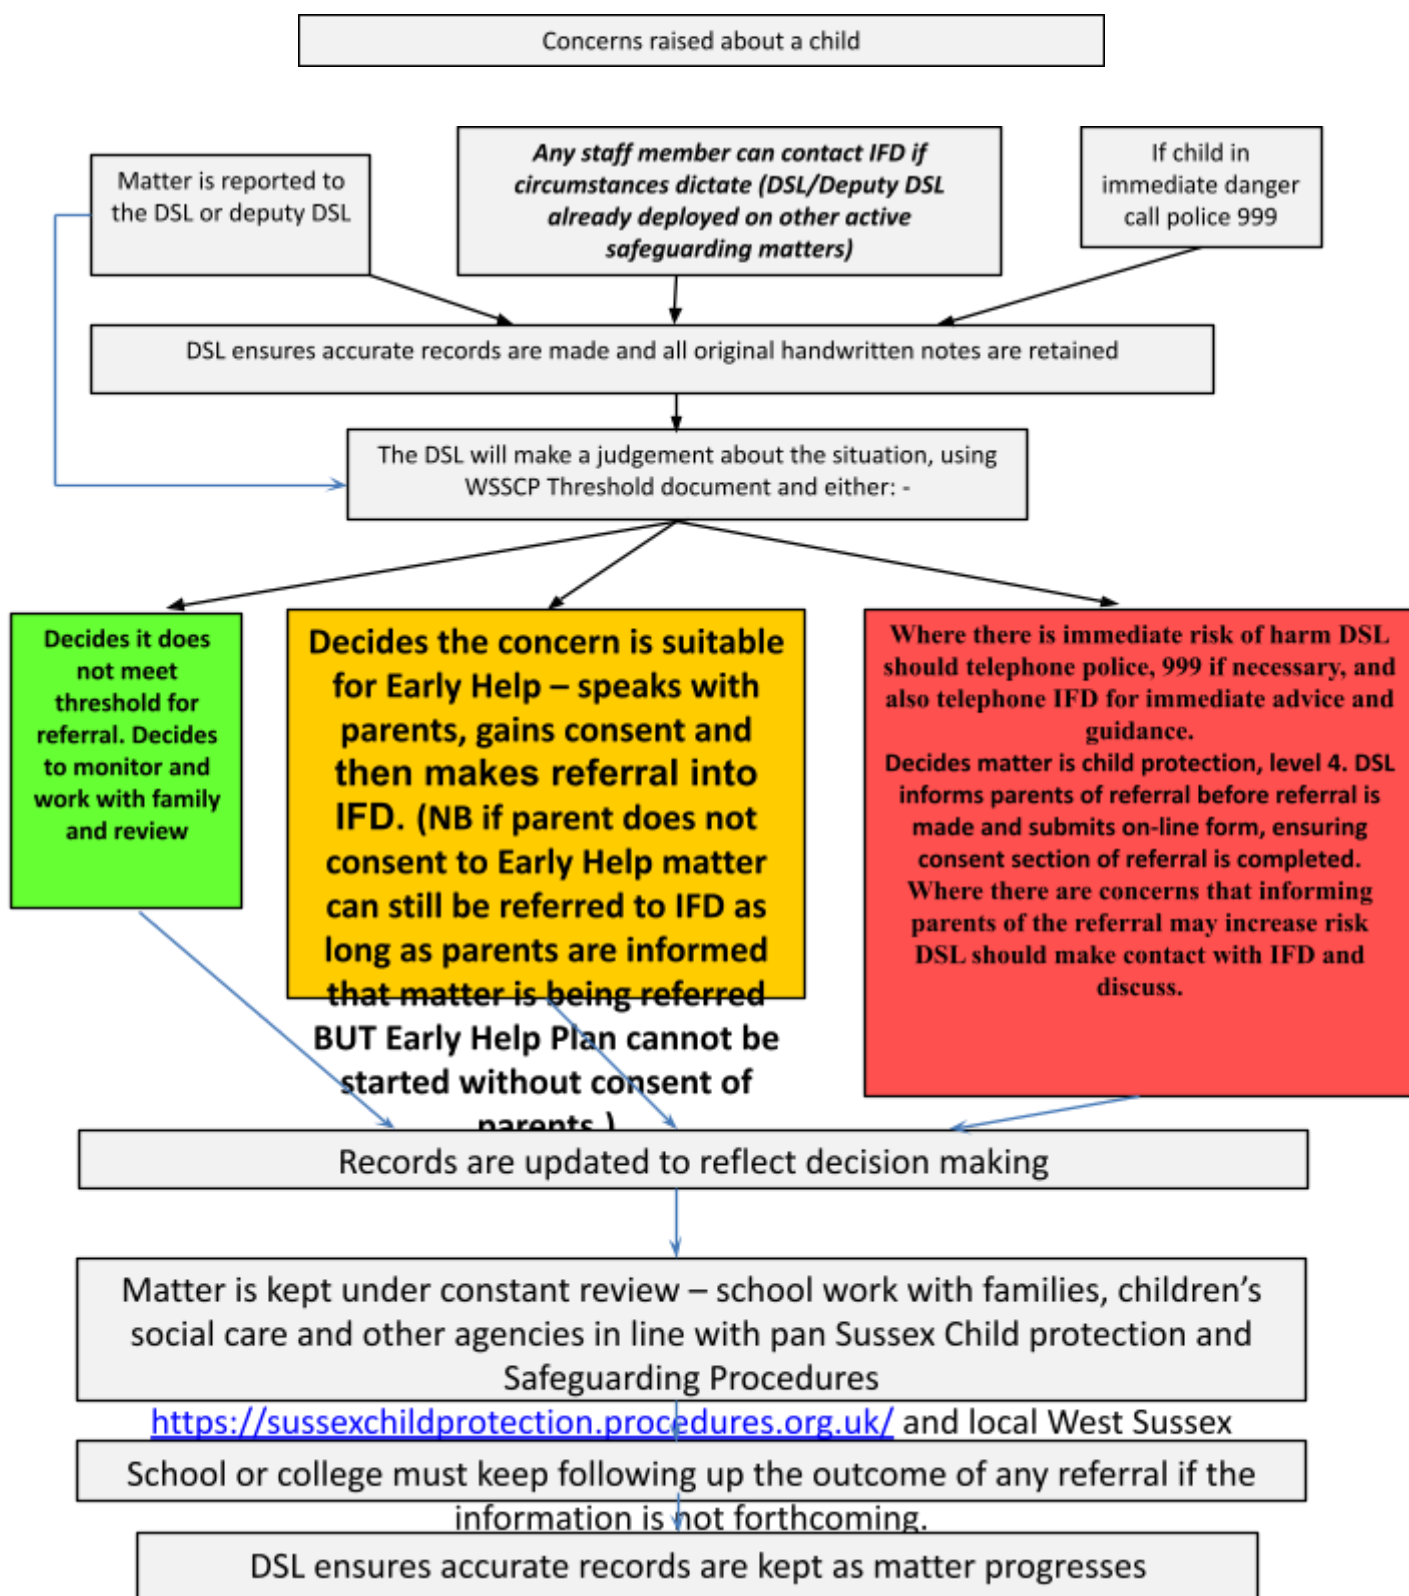 Concerns raised about a child
Matter is reported to
the DSL or deputy DSL
Any staff member can contact IFD if
circumstances dictate (DSL/Deputy DSL
already deployed on other active
safeguarding matters)
If child in
immediate danger
call police 999
DSL ensures accurate records are made and all original handwritten notes are retained
The DSL will make a judgement about the situation, using
WSSCP Threshold document and either: -
Decides it does
not meet
threshold for
referral. Decides
to monitor and
work with family
and review
Decides the concern is suitable
for Early Help – speaks with
parents, gains consent and
then makes referral into
IFD. (NB if parent does not
consent to Early Help matter
can still be referred to IFD as
long as parents are informed
that matter is being referred
BUT Early Help Plan cannot be
started without consent of
parents.)
Where there is immediate risk of harm DSL
should telephone police, 999 if necessary, and
also telephone IFD for immediate advice and
guidance.
Decides matter is child protection, level 4. DSL
informs parents of referral before referral is
made and submits on-line form, ensuring
consent section of referral is completed.
Where there are concerns that informing
parents of the referral may increase risk
DSL should make contact with IFD and
discuss.
Records are updated to reflect decision making
Matter is kept under constant review – school work with families, children’s
social care and other agencies in line with pan Sussex Child protection and
Safeguarding Procedures
https://sussexchildprotection.procedures.org.uk/ and local West Sussex
School or college must keep following up the outcome of any referral if the
information is not forthcoming.
DSL ensures accurate records are kept as matter progresses